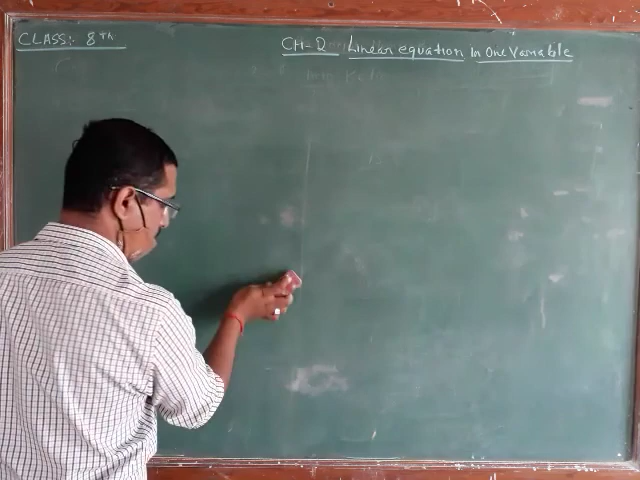 CLASS:- 8TH
CH-2 Linear equation in One Variable